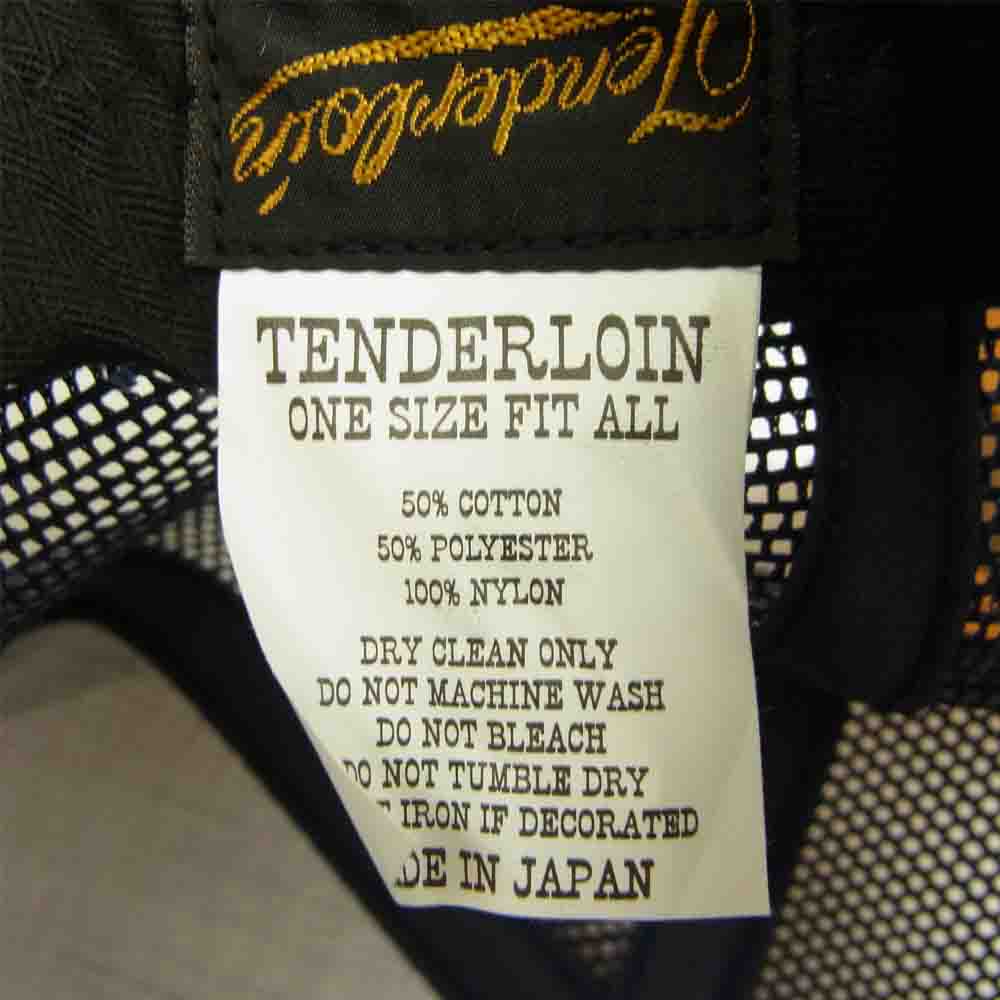 Tenderloin
TENDERLOIN
ONE SIZE FIT ALL
50% COTTON
50% POLYESTER
100% NYLON
DRY CLEAN ONLY
DO NOT MACHINE WASH
DO NOT BLEACH
DO NOT TUMBLE DRY
IRON IF DECORATED
DE IN JAPAN